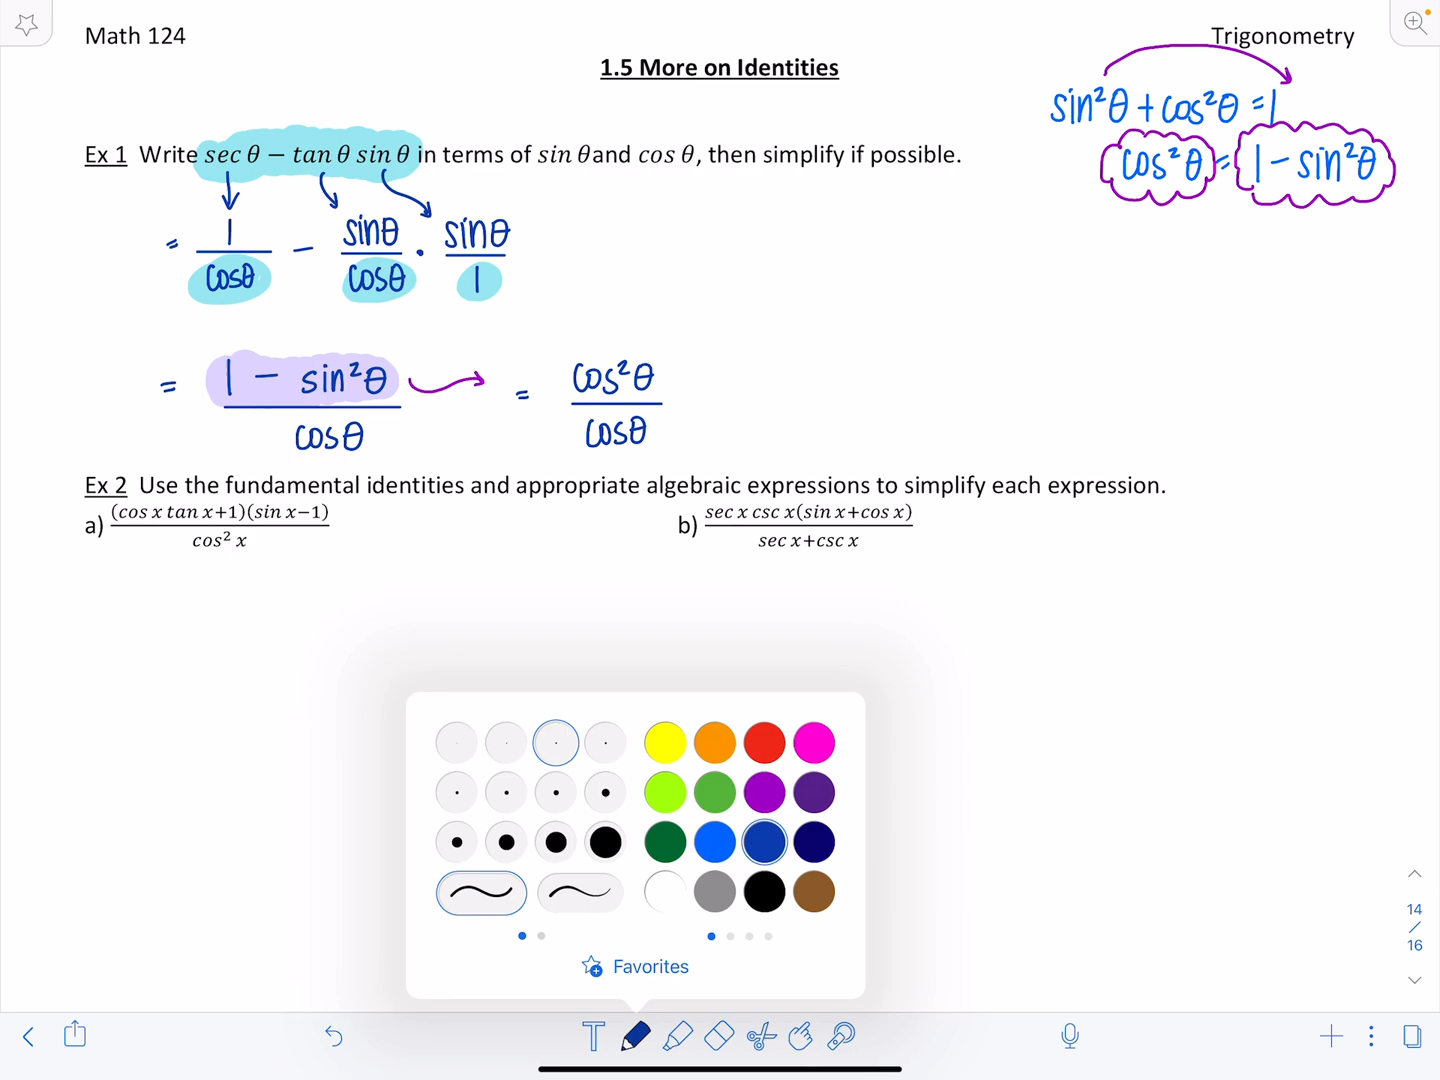 Math 124
Trigonometry
1.5 More on Identities
sin²θ + cos²θ = 1
cos²θ = 1 − sin²θ
Ex 1 Write sec θ − tan θ sin θ in terms of sin θand cos θ, then simplify if possible.
= 1/cosθ − sinθ/cosθ · sinθ/1
= (1 − sin²θ)/cosθ = cos²θ/cosθ
Ex 2 Use the fundamental identities and appropriate algebraic expressions to simplify each expression.
a) (cos x tan x+1)(sin x−1)/cos² x
b) sec x csc x(sin x+cos x)/sec x+csc x
Favorites
14
/
16
T